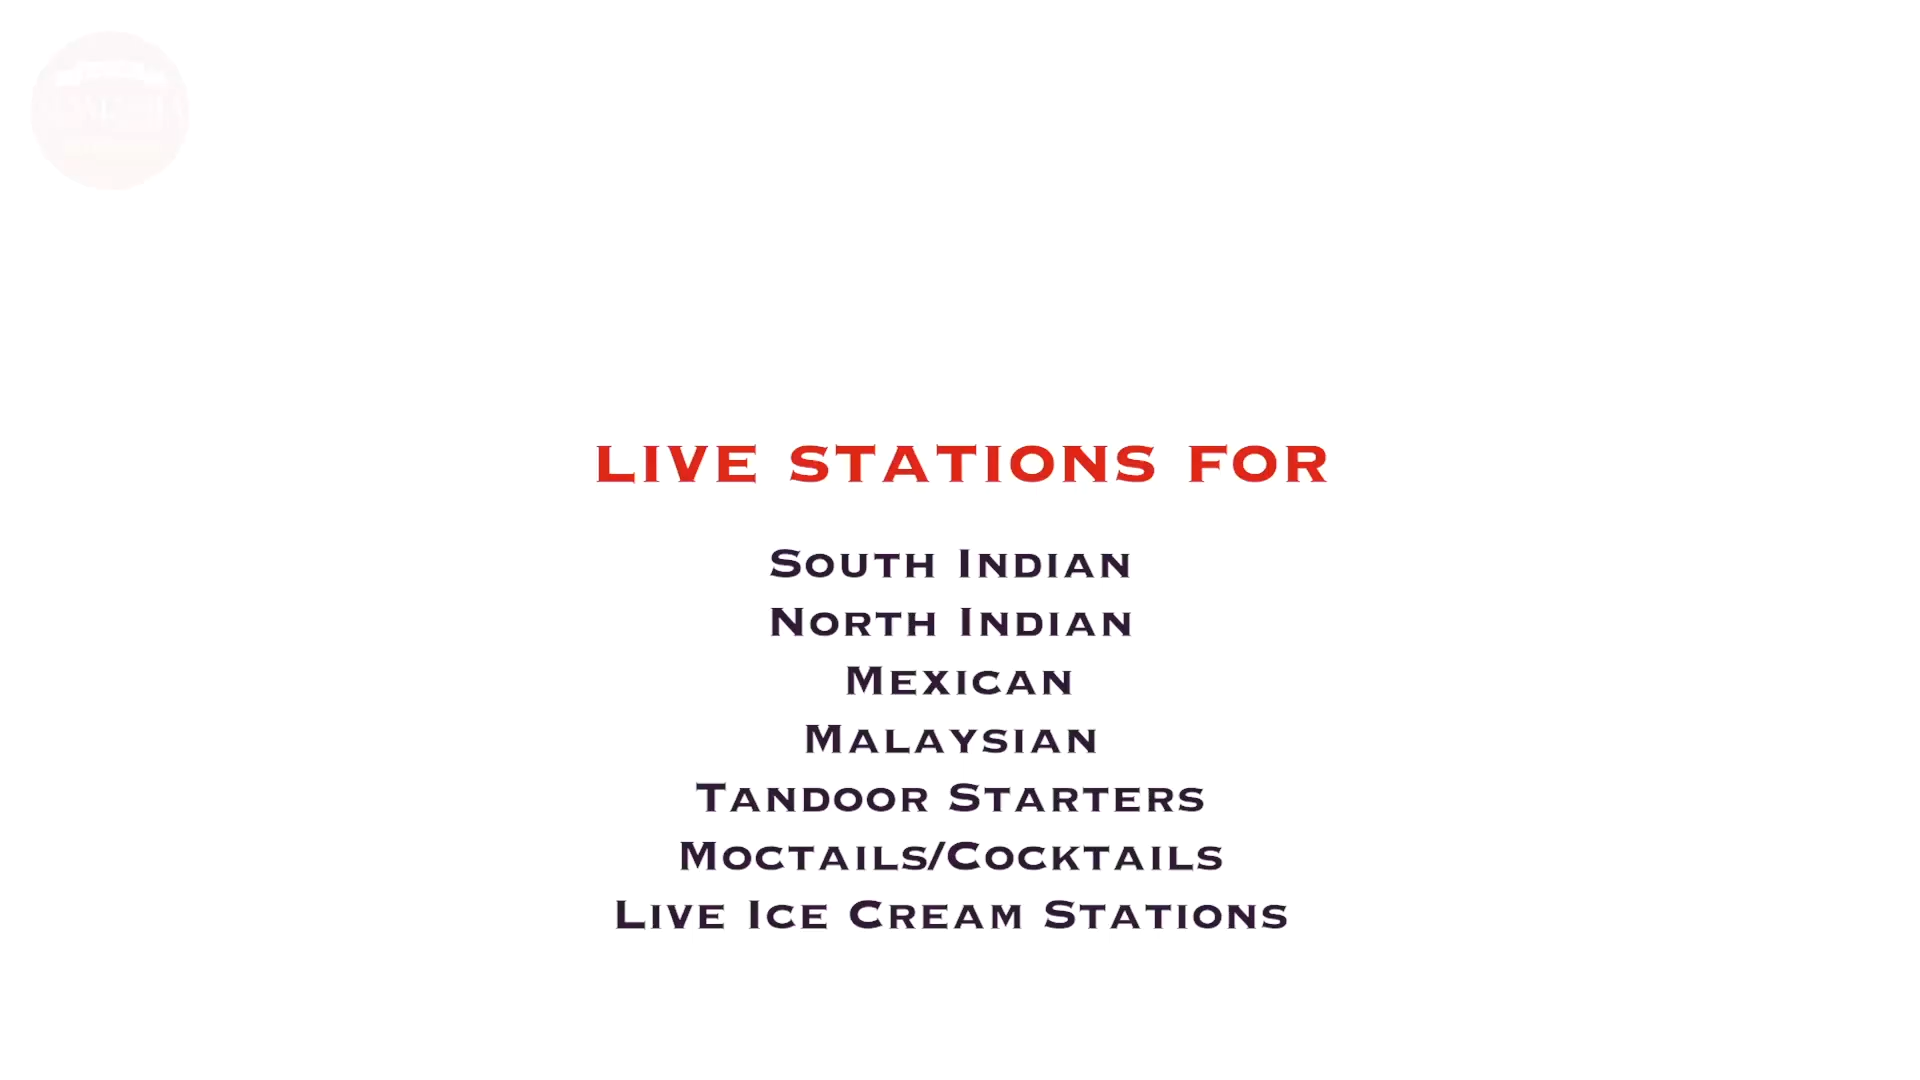 LIVE STATIONS FOR
South Indian
North Indian
Mexican
Malaysian
Tandoor Starters
Moctails/Cocktails
Live Ice Cream Stations